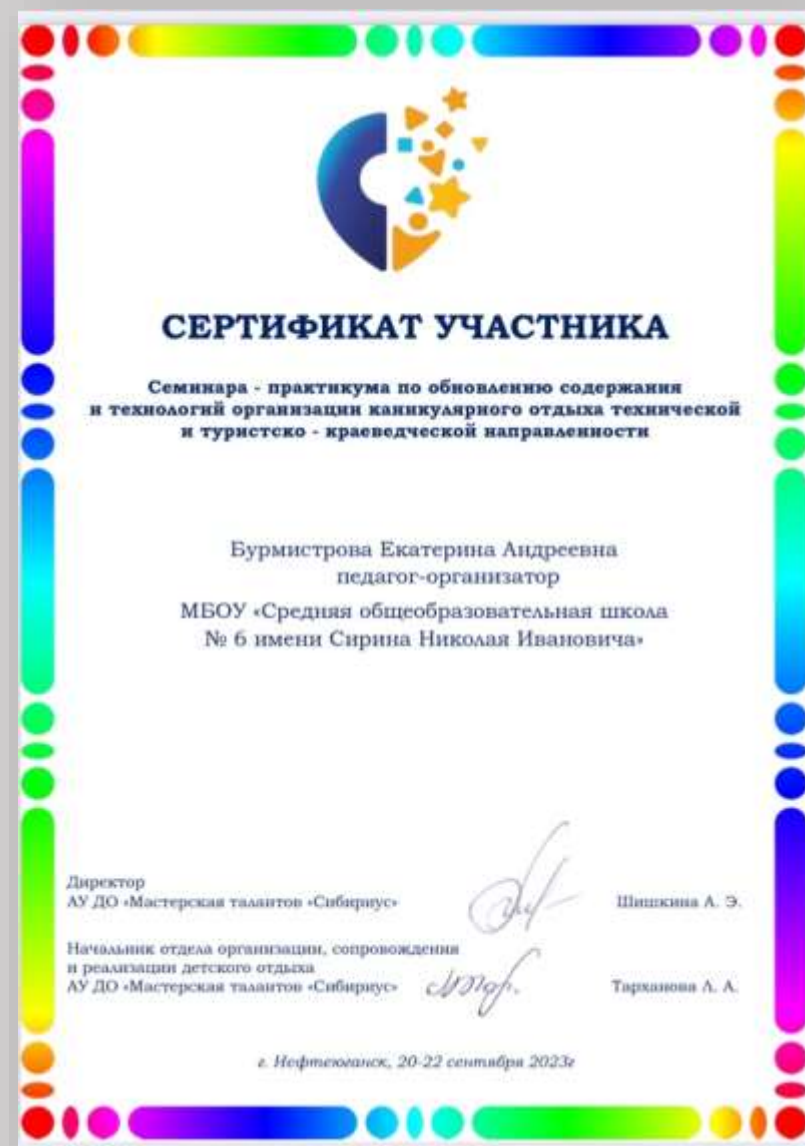 СЕРТИФИКАТ УЧАСТНИКА
Семинара - практикума по обновлению содержания
и технологий организации каникулярного отдыха технической
и туристско - краеведческой направленности
Бурмистрова Екатерина Андреевна
педагог-организатор
МБОУ «Средняя общеобразовательная школа
№ 6 имени Сирина Николая Ивановича»
Директор
АУ ДО «Мастерская талантов «Сибириус»
Шишкина А. Э.
Начальник отдела организации, сопровождения
и реализации детского отдыха
АУ ДО «Мастерская талантов «Сибириус»
Тарханова Л. А.
г. Нефтеюганск, 20-22 сентября 2023г